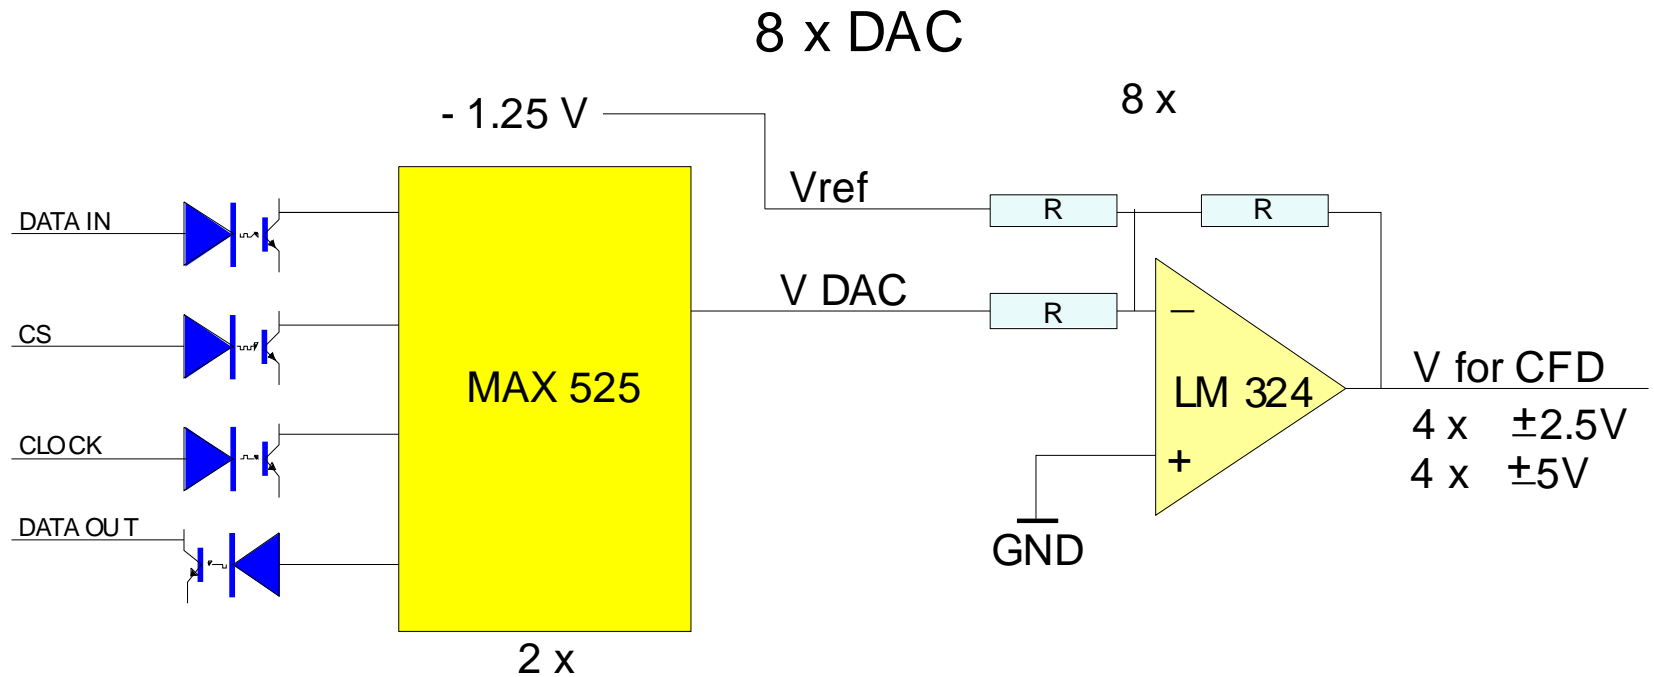 8 x DAC
- 1.25 V
8 x
Vref
R
R
DATA IN
V DAC
R
CS
MAX 525
LM 324
V for CFD
4 x ±2.5V
4 x ±5V
CLOCK
DATA OUT
GND
2 x
−
+